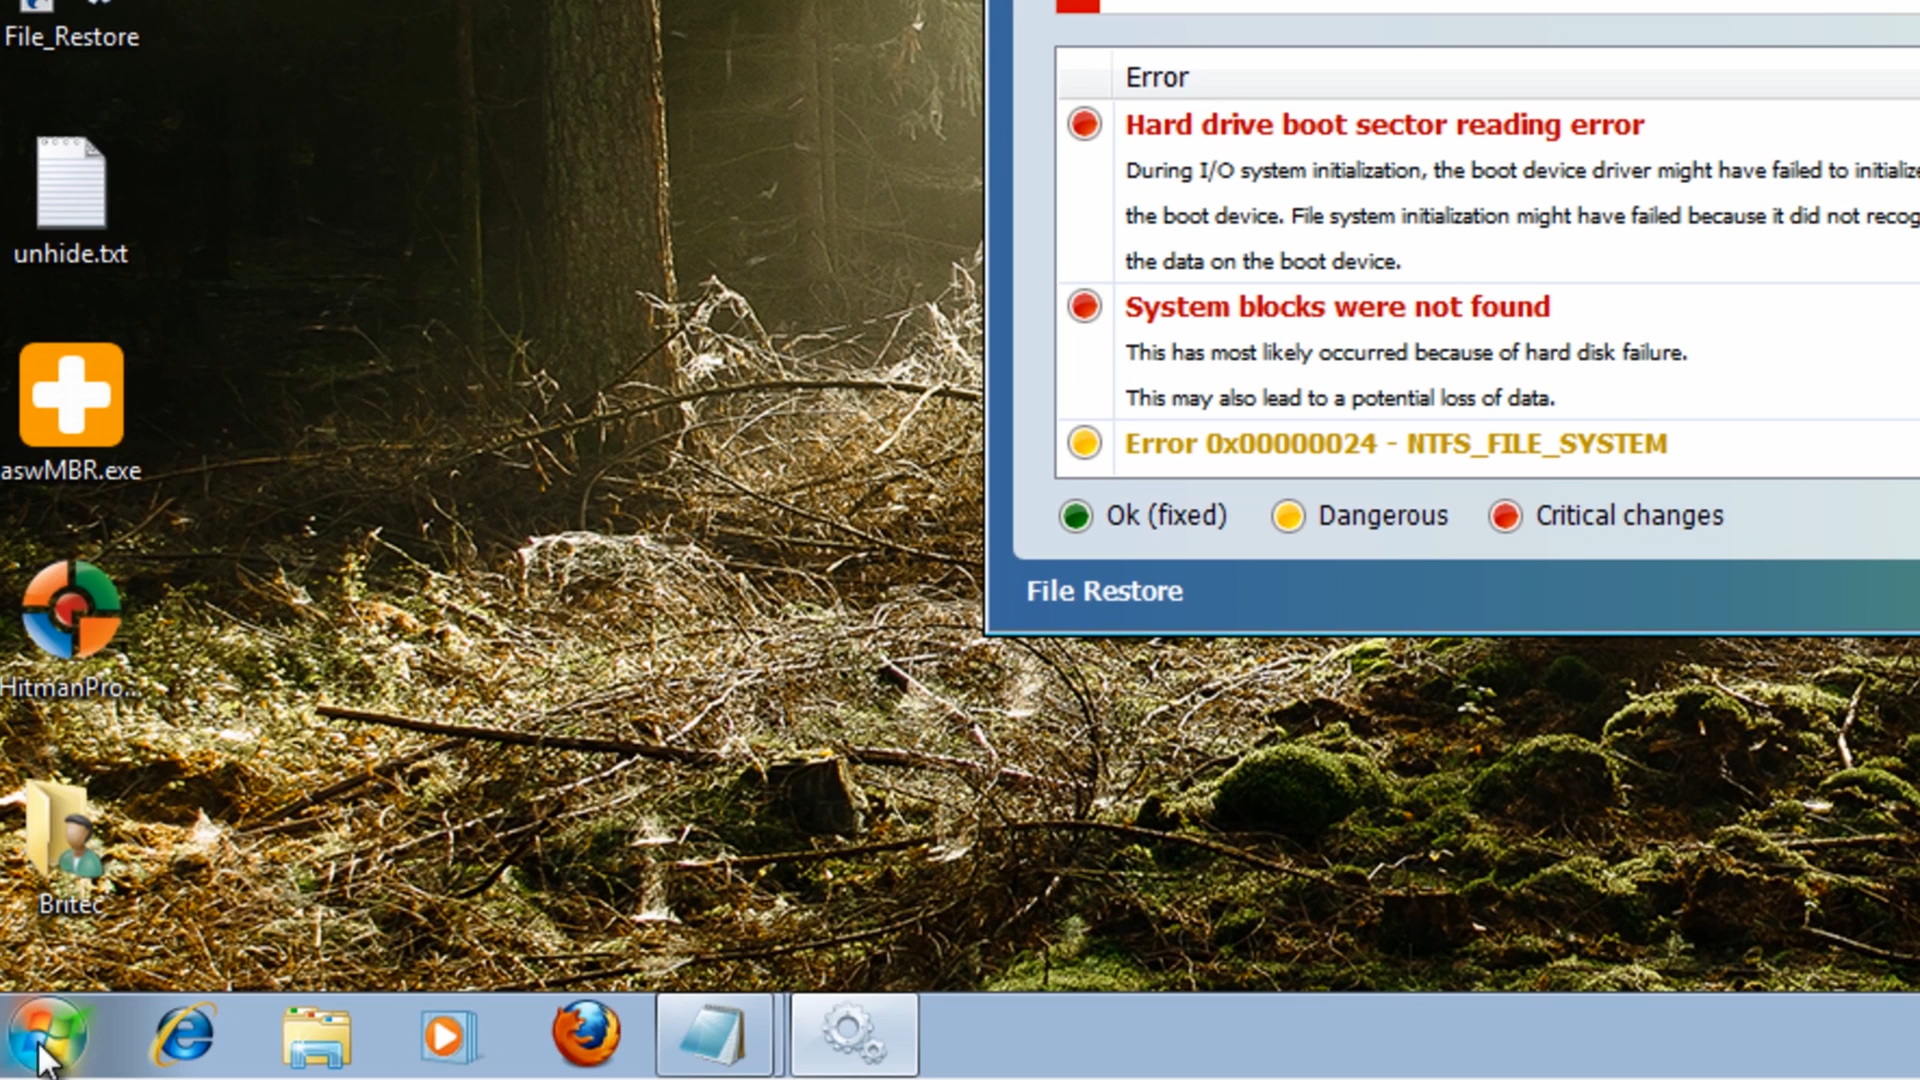 File_Restore
unhide.txt
aswMBR.exe
HitmanPro...
Britec
Error
Hard drive boot sector reading error
During I/O system initialization, the boot device driver might have failed to initialize
the boot device. File system initialization might have failed because it did not recog
the data on the boot device.
System blocks were not found
This has most likely occurred because of hard disk failure.
This may also lead to a potential loss of data.
Error 0x00000024 - NTFS_FILE_SYSTEM
Ok (fixed) Dangerous Critical changes
File Restore